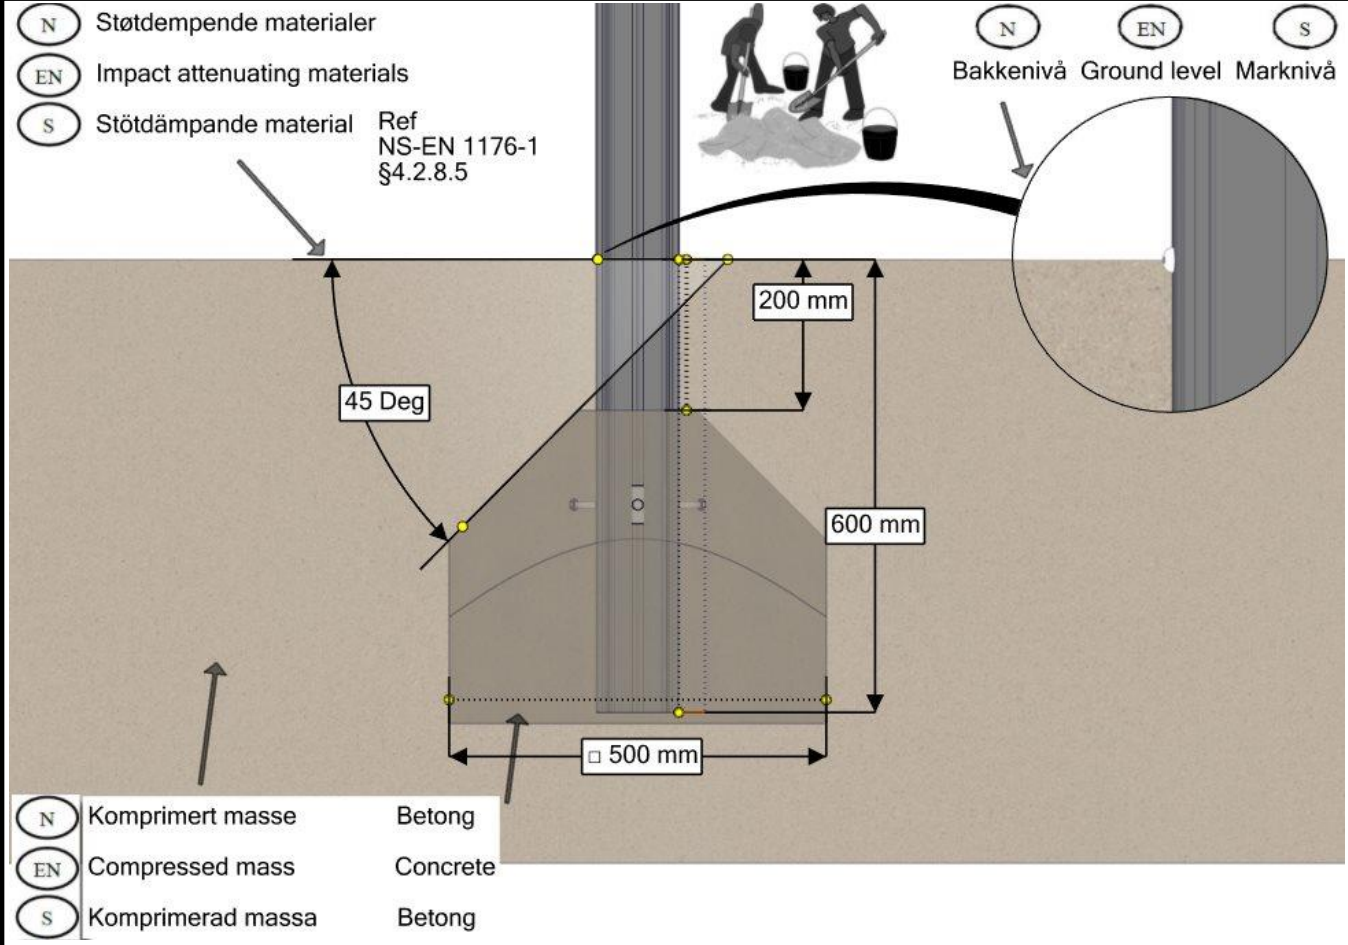 N Støtdempende materialer
EN Impact attenuating materials
S Stötdämpande material
Ref
NS-EN 1176-1
§4.2.8.5
N EN S
Bakkenivå Ground level Marknivå
200 mm
45 Deg
600 mm
□ 500 mm
N Komprimert masse Betong
EN Compressed mass Concrete
S Komprimerad massa Betong